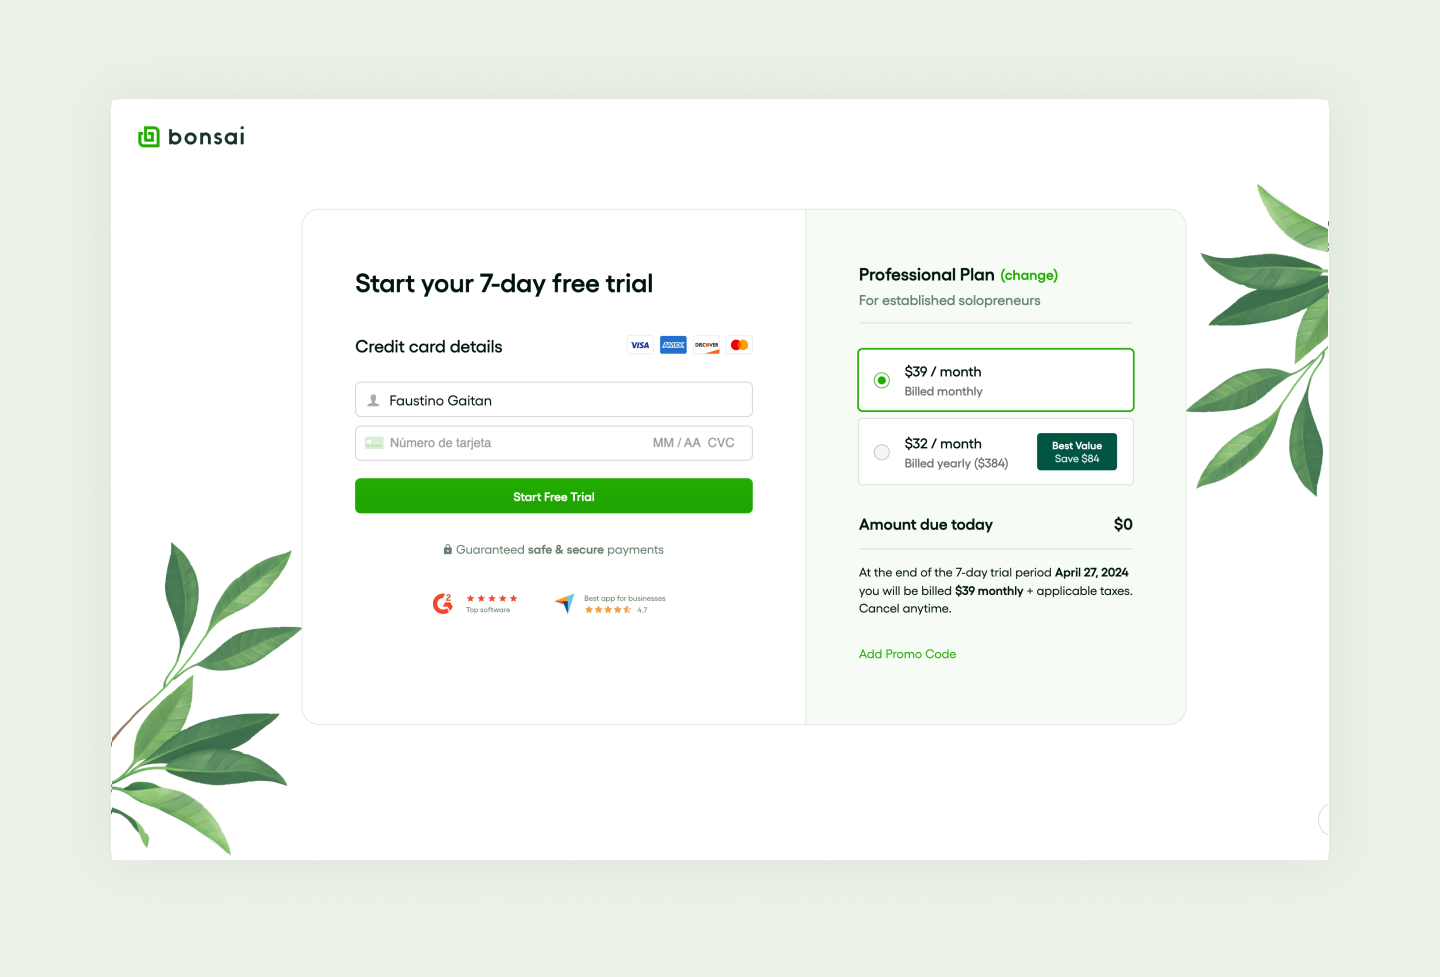 bonsai
Start your 7-day free trial
Credit card details
VISA AMEX DISCOVER
Faustino Gaitan
Número de tarjeta MM / AA CVC
Start Free Trial
Guaranteed safe & secure payments
G2
Top software
Best app for businesses
4.7
Professional Plan (change)
For established solopreneurs
$39 / month
Billed monthly
$32 / month
Billed yearly ($384)
Best Value
Save $84
Amount due today $0
At the end of the 7-day trial period April 27, 2024
you will be billed $39 monthly + applicable taxes.
Cancel anytime.
Add Promo Code